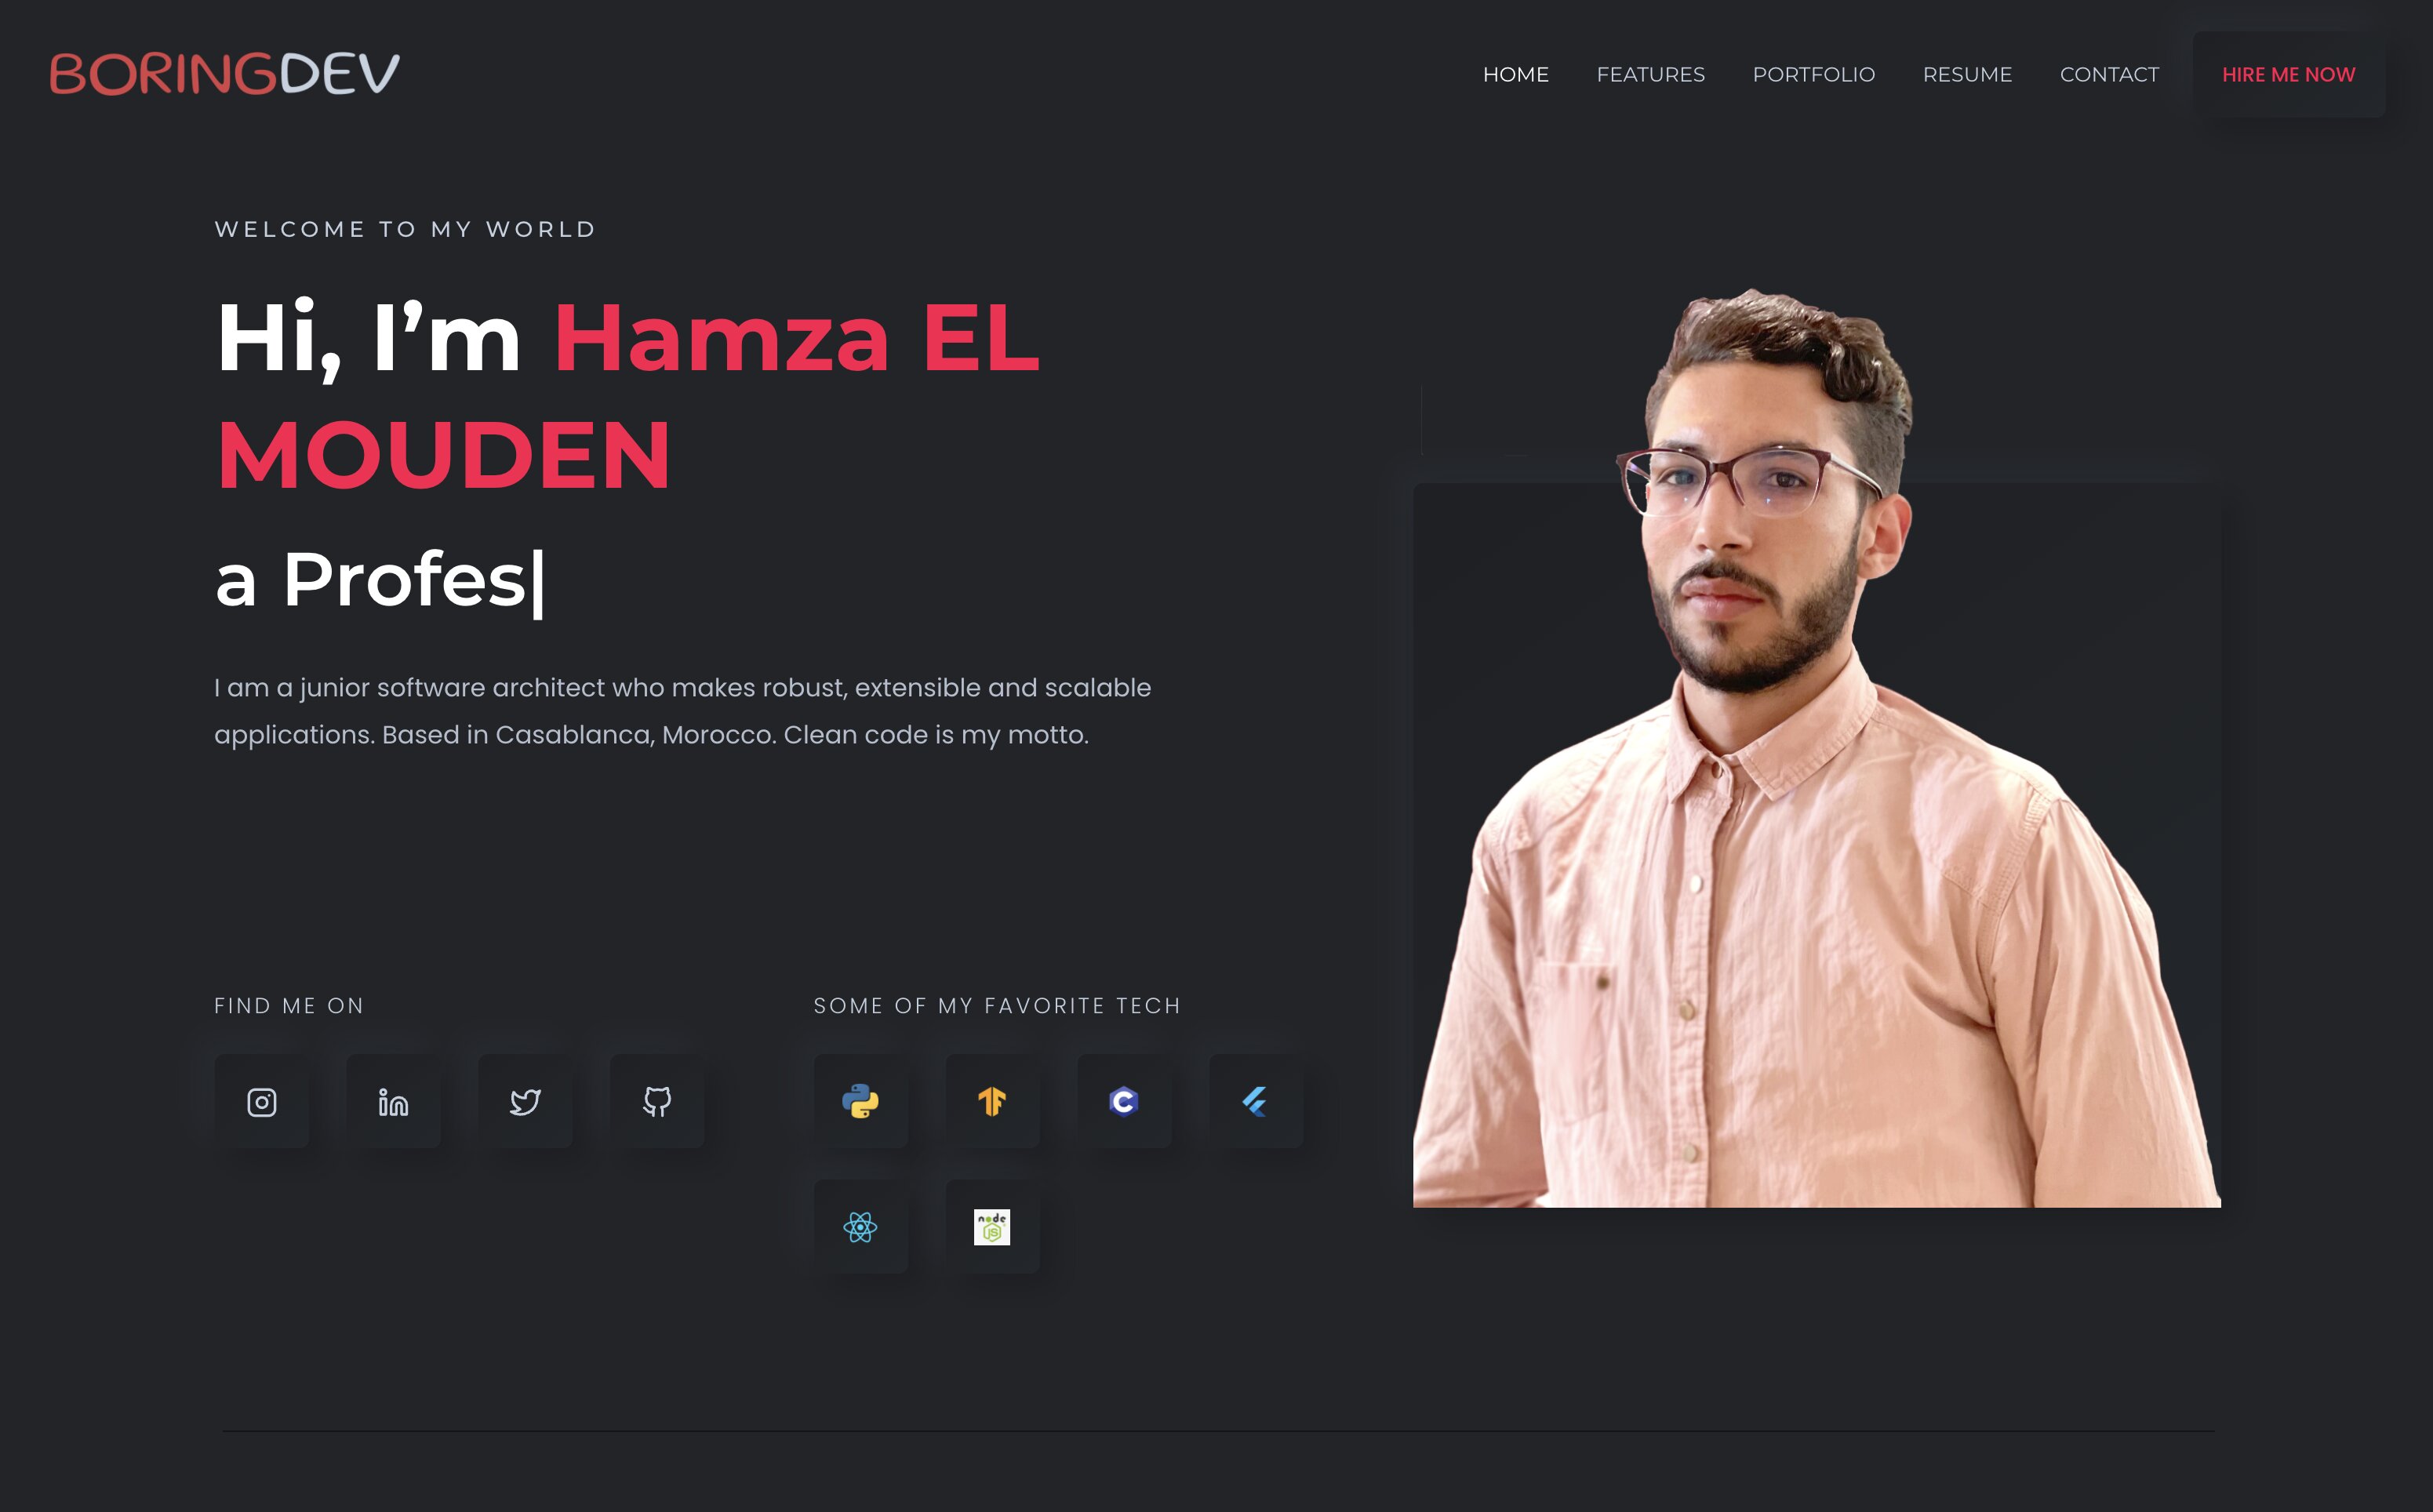 BORINGDEV
HOME FEATURES PORTFOLIO RESUME CONTACT HIRE ME NOW
WELCOME TO MY WORLD
Hi, I’m Hamza EL
MOUDEN
a Profes|
I am a junior software architect who makes robust, extensible and scalable
applications. Based in Casablanca, Morocco. Clean code is my motto.
FIND ME ON
SOME OF MY FAVORITE TECH
in
C
node
JS